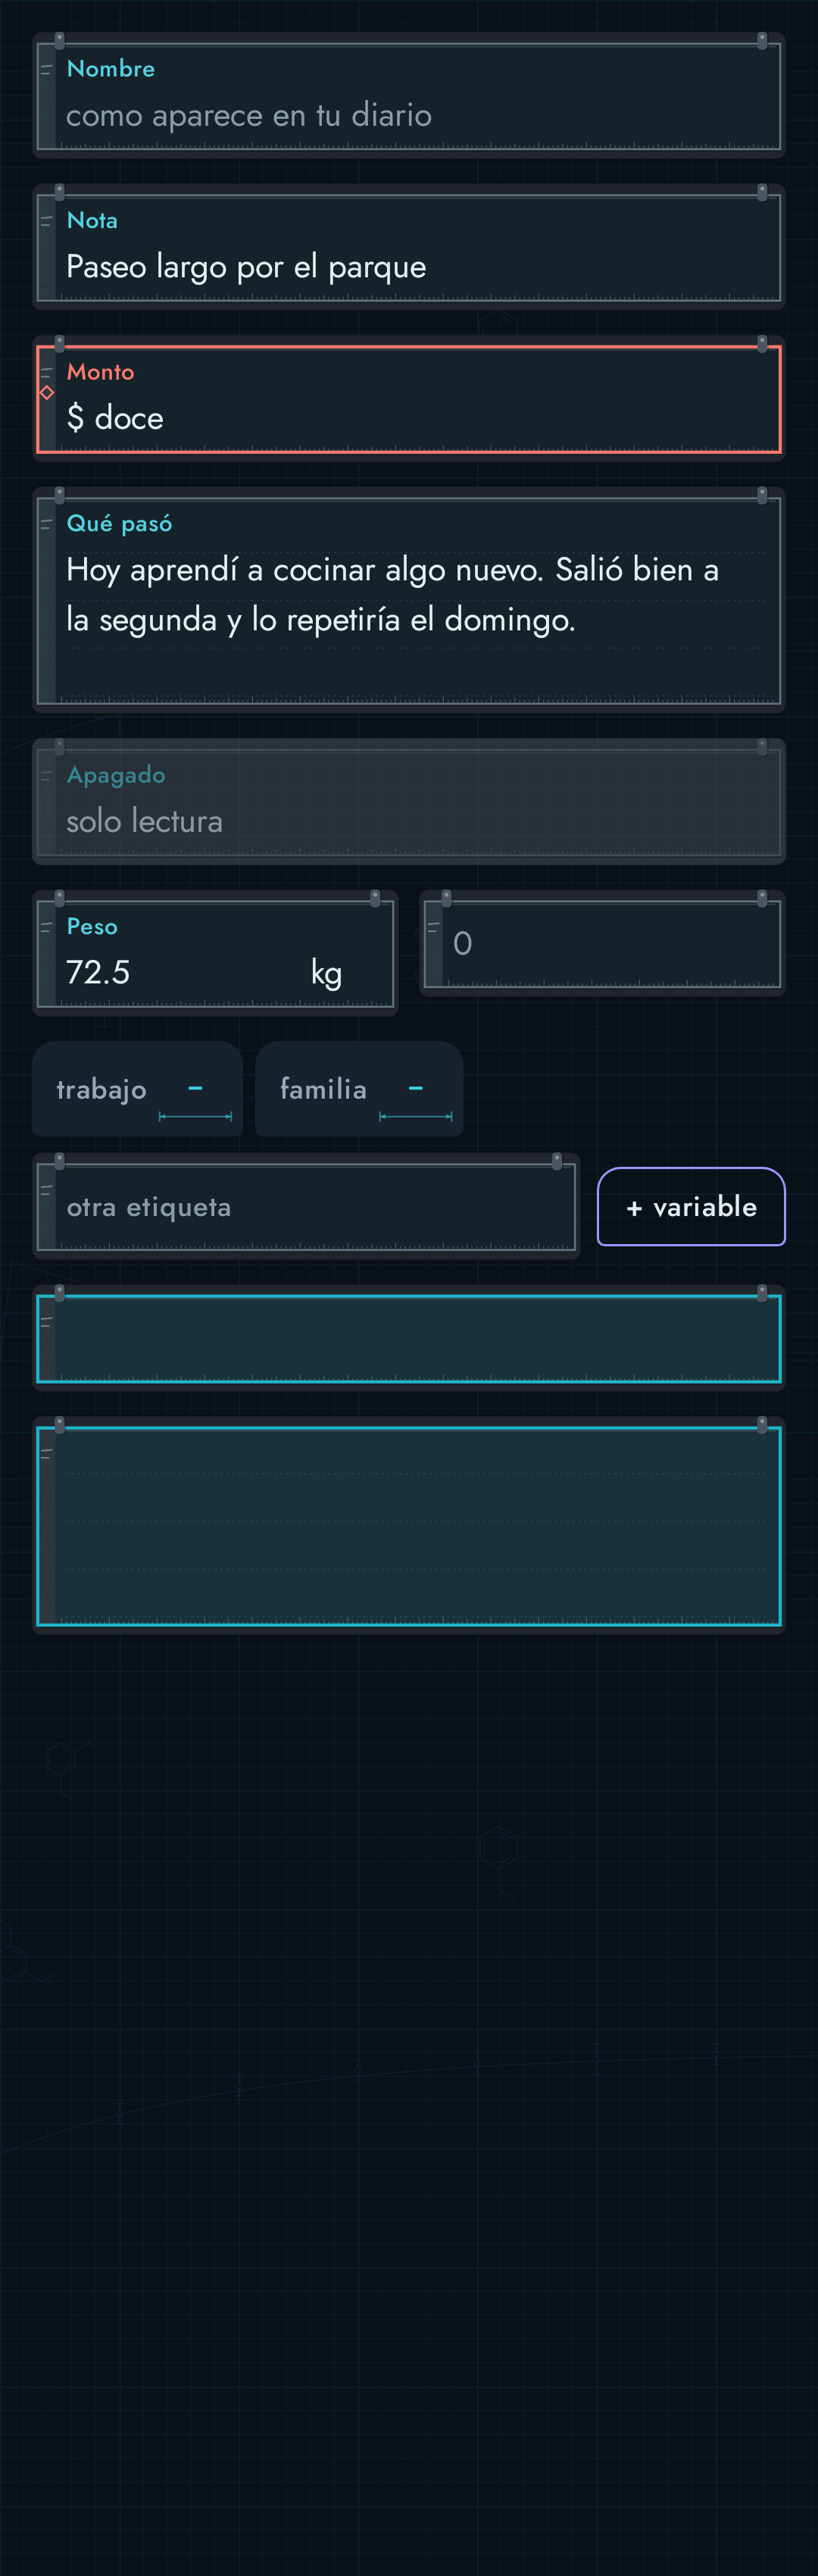 Nombre
como aparece en tu diario
Nota
Paseo largo por el parque
Monto
$ doce
Qué pasó
Hoy aprendí a cocinar algo nuevo. Salió bien a
la segunda y lo repetiría el domingo.
Apagado
solo lectura
Peso
72.5 kg
0
trabajo –
familia –
otra etiqueta
+ variable